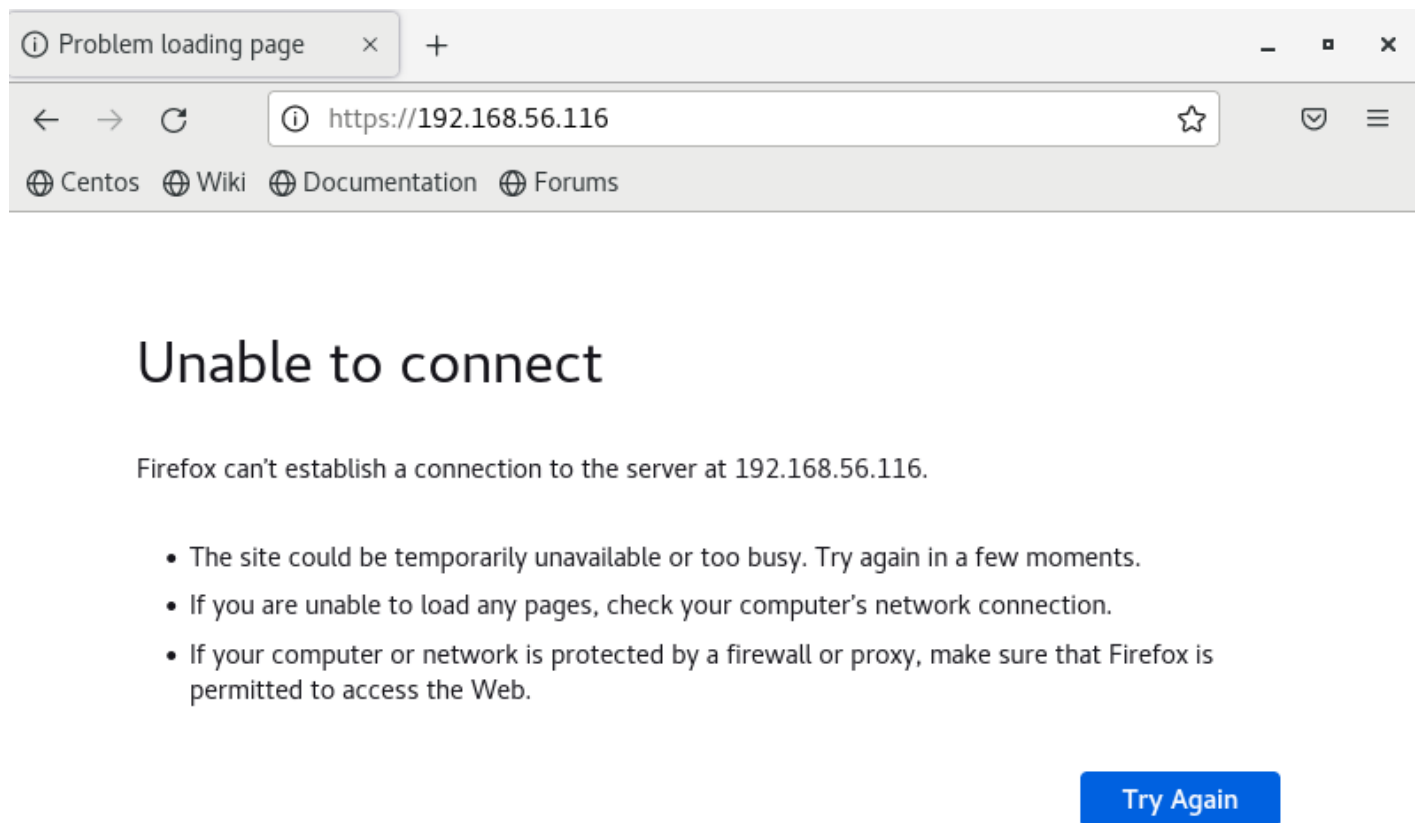 Problem loading page
https://192.168.56.116
Centos Wiki Documentation Forums
Unable to connect
Firefox can’t establish a connection to the server at 192.168.56.116.
• The site could be temporarily unavailable or too busy. Try again in a few moments.
• If you are unable to load any pages, check your computer’s network connection.
• If your computer or network is protected by a firewall or proxy, make sure that Firefox is
permitted to access the Web.
Try Again